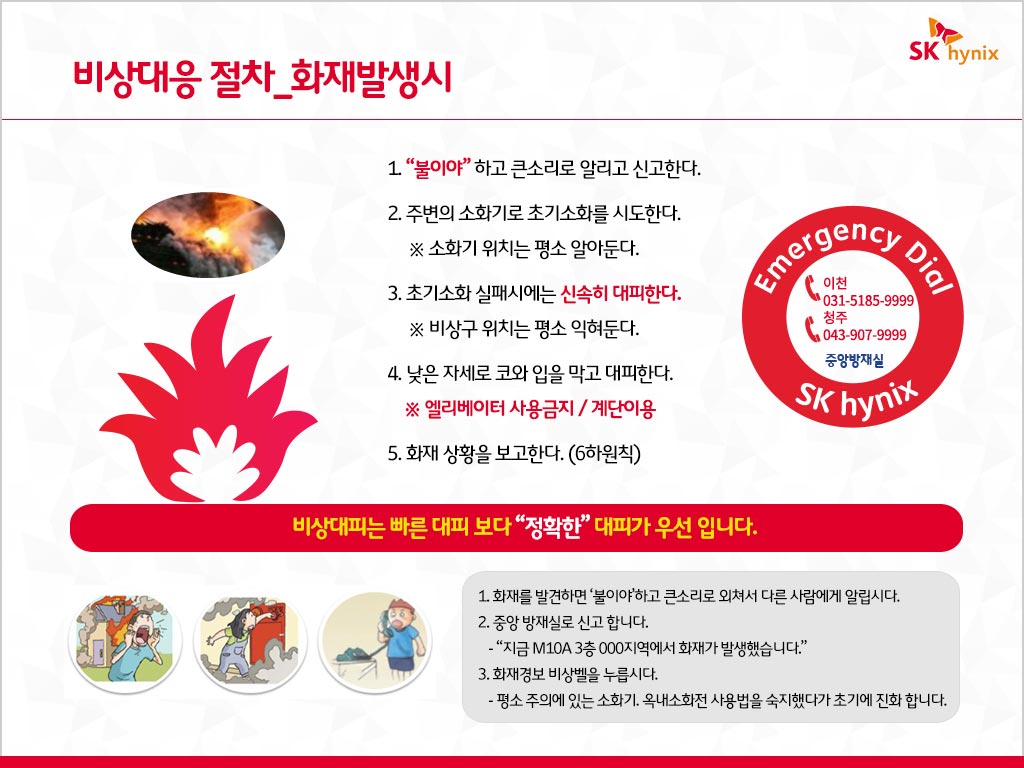 비상대응 절차_화재발생시
SK hynix
1. “불이야” 하고 큰소리로 알리고 신고한다.
2. 주변의 소화기로 초기소화를 시도한다.
※ 소화기 위치는 평소 알아둔다.
3. 초기소화 실패시에는 신속히 대피한다.
※ 비상구 위치는 평소 익혀둔다.
4. 낮은 자세로 코와 입을 막고 대피한다.
※ 엘리베이터 사용금지 / 계단이용
5. 화재 상황을 보고한다. (6하원칙)
Emergency Dial
이천
031-5185-9999
청주
043-907-9999
중앙방재실
SK hynix
비상대피는 빠른 대피 보다 “정확한” 대피가 우선 입니다.
1. 화재를 발견하면 ‘불이야’하고 큰소리로 외쳐서 다른 사람에게 알립시다.
2. 중앙 방재실로 신고 합니다.
- “지금 M10A 3층 000지역에서 화재가 발생했습니다.”
3. 화재경보 비상벨을 누릅시다.
- 평소 주의에 있는 소화기. 옥내소화전 사용법을 숙지했다가 초기에 진화 합니다.